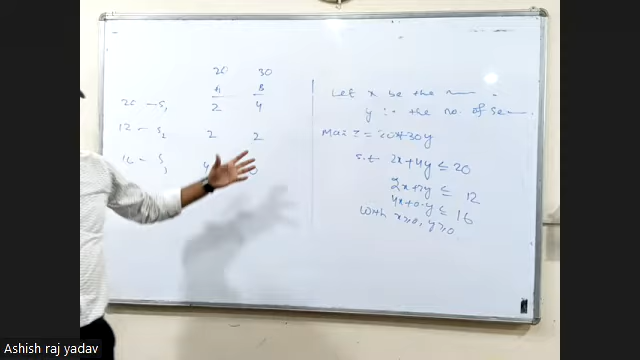 20 30
A B
20 - S1 2 4
12 - S2 2 2
16 - S3 4 0
Let x be the
y :- the no. of
Max Z = 20x+30y
s.t 2x+4y ≤ 20
2x+2y ≤ 12
4x+0.y ≤ 16
with x≥0, y≥0
Ashish raj yadav